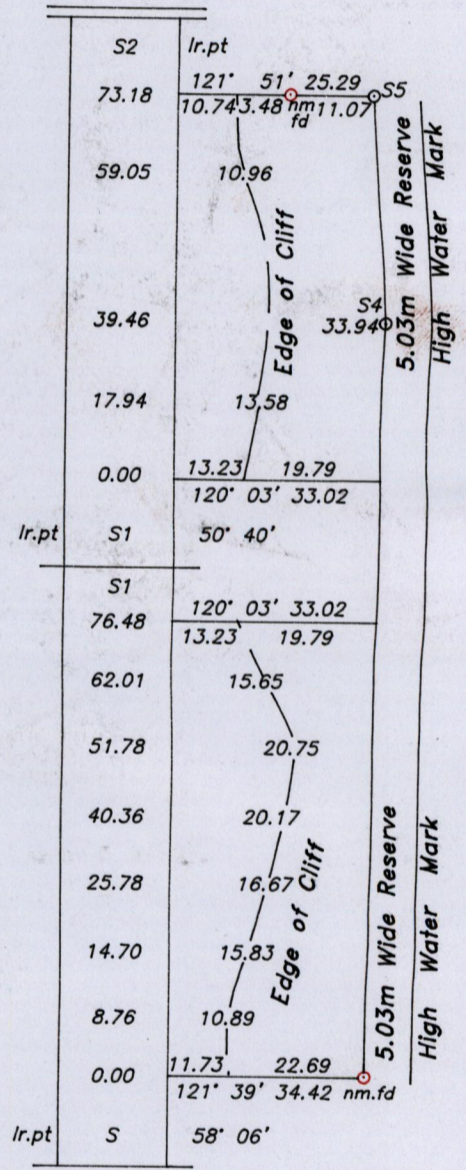 S2 Ir.pt
73.18 121° 51' 25.29 S5
10.74 3.48 nm fd 11.07
59.05 10.96
Edge of Cliff
5.03m Wide Reserve
High Water Mark
S4
39.46 33.94
17.94 13.58
0.00 13.23 19.79
120° 03' 33.02
Ir.pt S1 50° 40'
S1
76.48 120° 03' 33.02
13.23 19.79
62.01 15.65
51.78 20.75
40.36 20.17
25.78 16.67
Edge of Cliff
5.03m Wide Reserve
High Water Mark
14.70 15.83
8.76 10.89
0.00 11.73 22.69
121° 39' 34.42 nm.fd
Ir.pt S 58° 06'